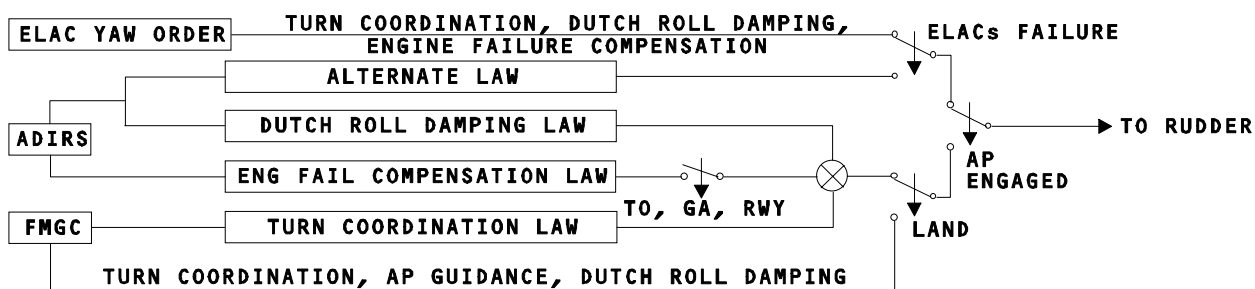 TURN COORDINATION, DUTCH ROLL DAMPING,
ELAC YAW ORDER
ELACs FAILURE
ENGINE FAILURE COMPENSATION
ALTERNATE LAW
DUTCH ROLL DAMPING LAW
TO RUDDER
ADIRS
AP
ENGAGED
ENG FAIL COMPENSATION LAW
TO, GA, RWY
FMGC
TURN COORDINATION LAW
LAND
TURN COORDINATION, AP GUIDANCE, DUTCH ROLL DAMPING